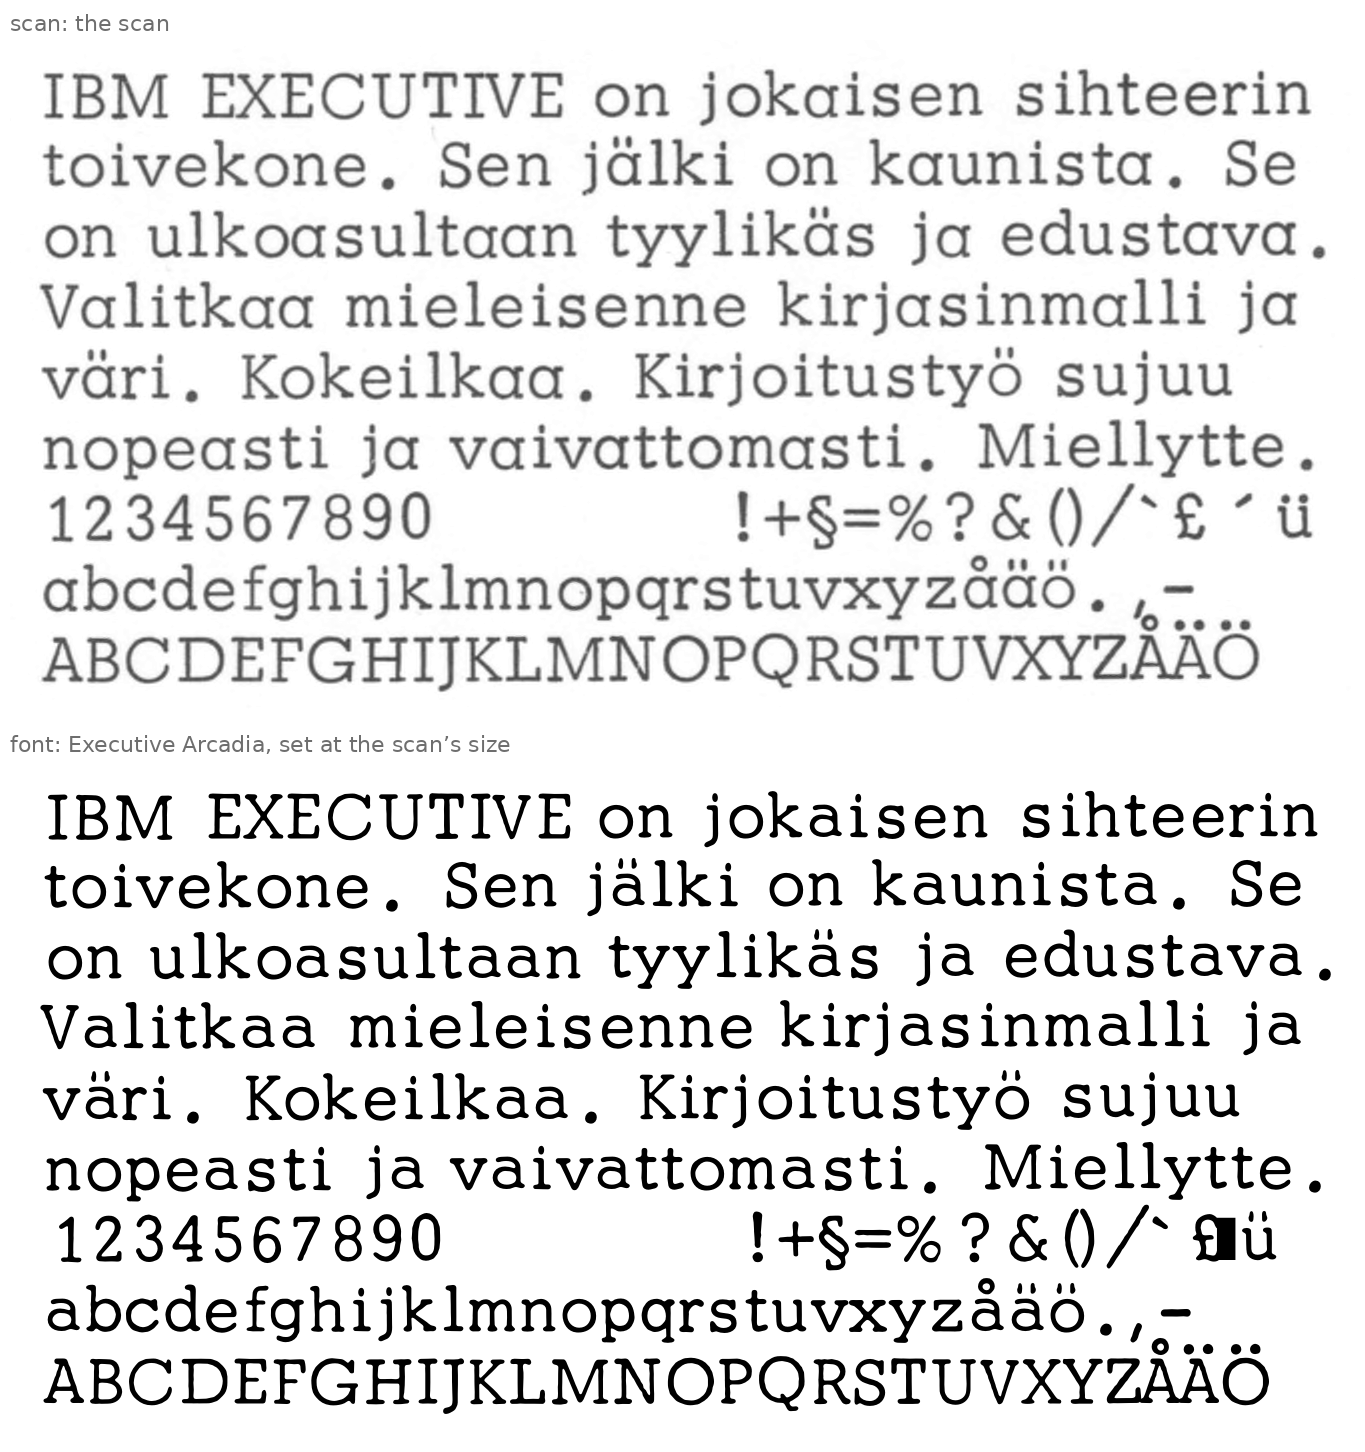 scan: the scan
IBM EXECUTIVE on jokaisen sihteerin
toivekone. Sen jälki on kaunista. Se
on ulkoasultaan tyylikäs ja edustava.
Valitkaa mieleisenne kirjasinmalli ja
väri. Kokeilkaa. Kirjoitustyö sujuu
nopeasti ja vaivattomasti. Miellytte.
1234567890 !+§=%?&()/`£ ´ ü
abcdefghijklmnopqrstuvxyzåäö.,-
ABCDEFGHIJKLMNOPQRSTUVXYZÅÄÖ
font: Executive Arcadia, set at the scan’s size
IBM EXECUTIVE on jokaisen sihteerin
toivekone. Sen jälki on kaunista. Se
on ulkoasultaan tyylikäs ja edustava.
Valitkaa mieleisenne kirjasinmalli ja
väri. Kokeilkaa. Kirjoitustyö sujuu
nopeasti ja vaivattomasti. Miellytte.
1234567890 !+§=%?&()/` £ü
abcdefghijklmnopqrstuvxyzåäö.,-
ABCDEFGHIJKLMNOPQRSTUVXYZÅÄÖ